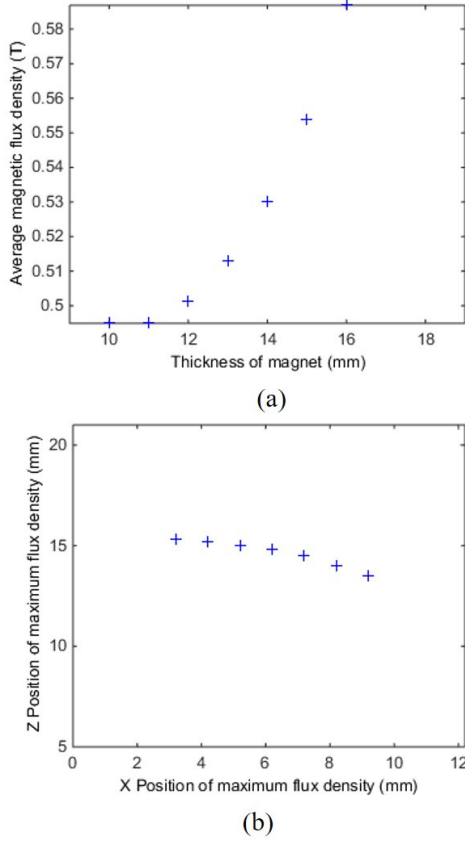 0.58
0.57
0.56
0.55
0.54
0.53
0.52
0.51
0.5
10 12 14 16 18
Average magnetic flux density (T)
Thickness of magnet (mm)
(a)
20
15
10
5
0 2 4 6 8 10 12
Z Position of maximum flux density (mm)
X Position of maximum flux density (mm)
(b)